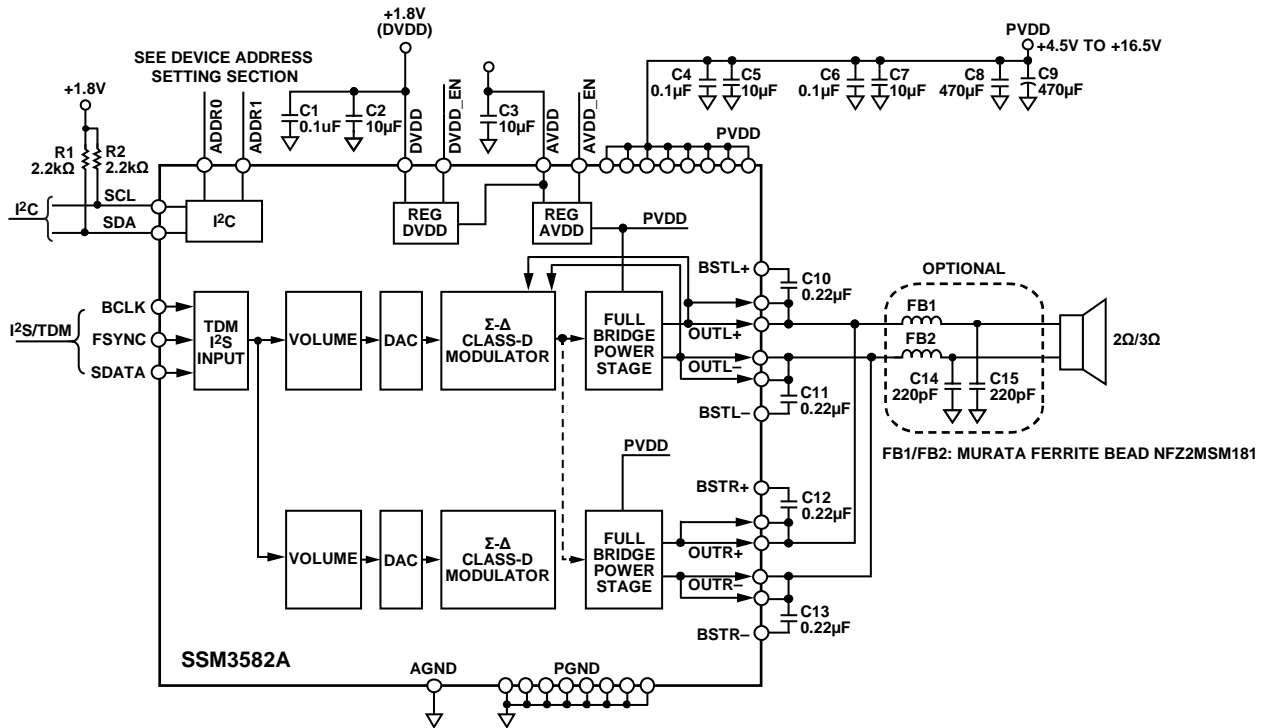 +1.8V
(DVDD)
PVDD
+4.5V TO +16.5V
SEE DEVICE ADDRESS
SETTING SECTION
+1.8V
R1
2.2kΩ
R2
2.2kΩ
ADDR0
ADDR1
C1
0.1uF
C2
10µF
DVDD
DVDD_EN
C3
10µF
AVDD
AVDD_EN
C4
0.1µF
C5
10µF
C6
0.1µF
C7
10µF
C8
470µF
C9
470µF
PVDD
I²C
SCL
SDA
I²C
REG
DVDD
REG
AVDD
PVDD
I²S/TDM
BCLK
FSYNC
SDATA
TDM
I²S
INPUT
VOLUME
DAC
Σ-Δ
CLASS-D
MODULATOR
FULL
BRIDGE
POWER
STAGE
BSTL+
OUTL+
OUTL–
BSTL–
C10
0.22µF
C11
0.22µF
OPTIONAL
FB1
FB2
C14
220pF
C15
220pF
2Ω/3Ω
FB1/FB2: MURATA FERRITE BEAD NFZ2MSM181
PVDD
VOLUME
DAC
Σ-Δ
CLASS-D
MODULATOR
FULL
BRIDGE
POWER
STAGE
BSTR+
OUTR+
OUTR–
BSTR–
C12
0.22µF
C13
0.22µF
SSM3582A
AGND
PGND